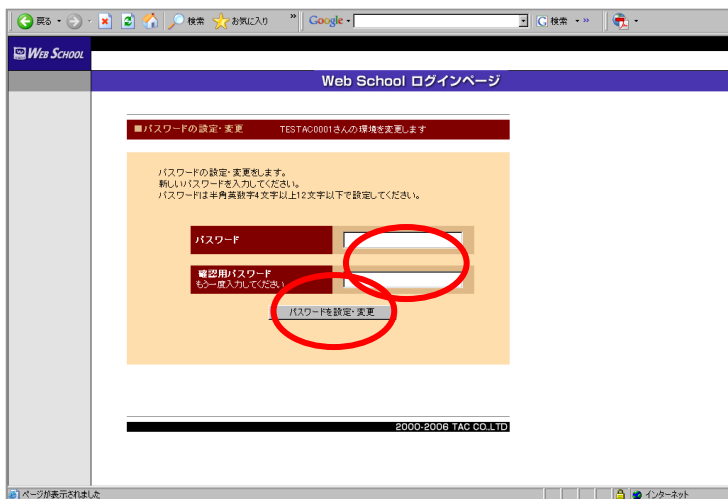 戻る
検索
お気に入り
»
Google
検索
»
WEB SCHOOL
Web School ログインページ
■パスワードの設定・変更 TESTAC0001さんの環境を変更します
パスワードの設定・変更をします。
新しいパスワードを入力してください。
パスワードは半角英数字4文字以上12文字以下で設定してください。
パスワード
確認用パスワード
もう一度入力してください
パスワードを設定・変更
2000-2006 TAC CO.,LTD
ページが表示されました
インターネット